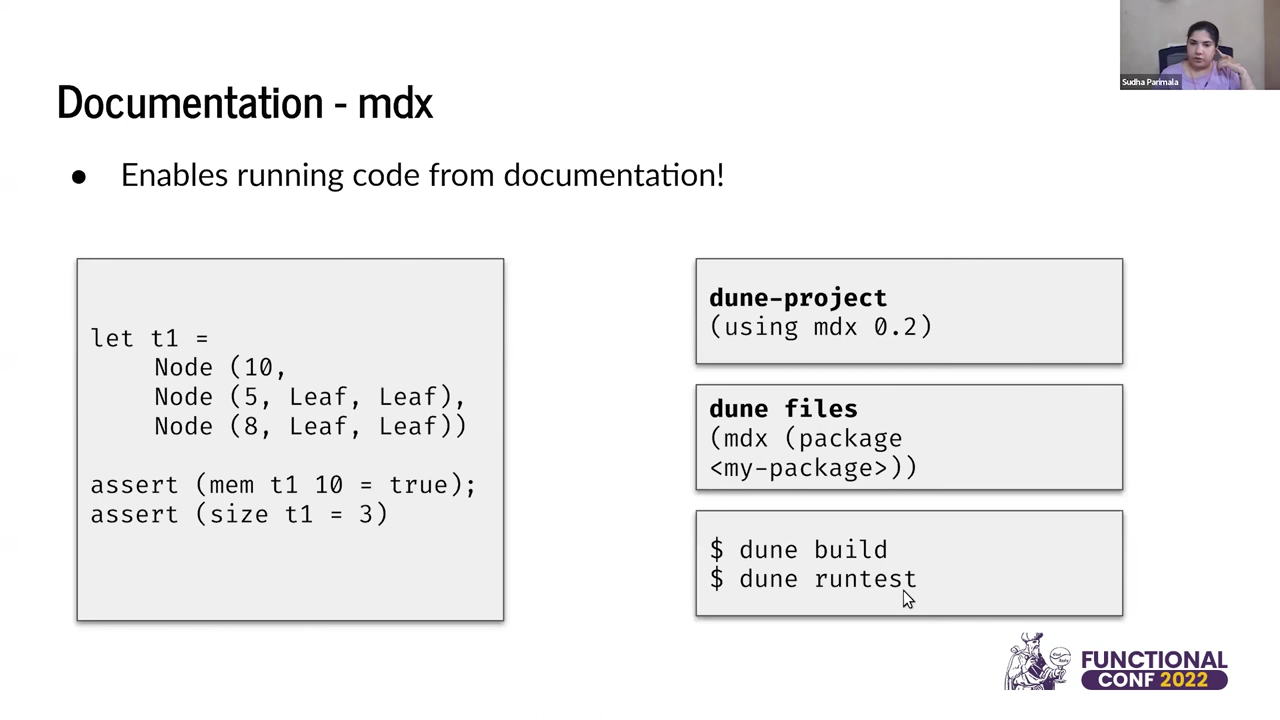 Sudha Parimala
Documentation - mdx
● Enables running code from documentation!
let t1 =
Node (10,
Node (5, Leaf, Leaf),
Node (8, Leaf, Leaf))
assert (mem t1 10 = true);
assert (size t1 = 3)
dune-project
(using mdx 0.2)
dune files
(mdx (package
<my-package>))
$ dune build
$ dune runtest
FUNCTIONAL
CONF 2022